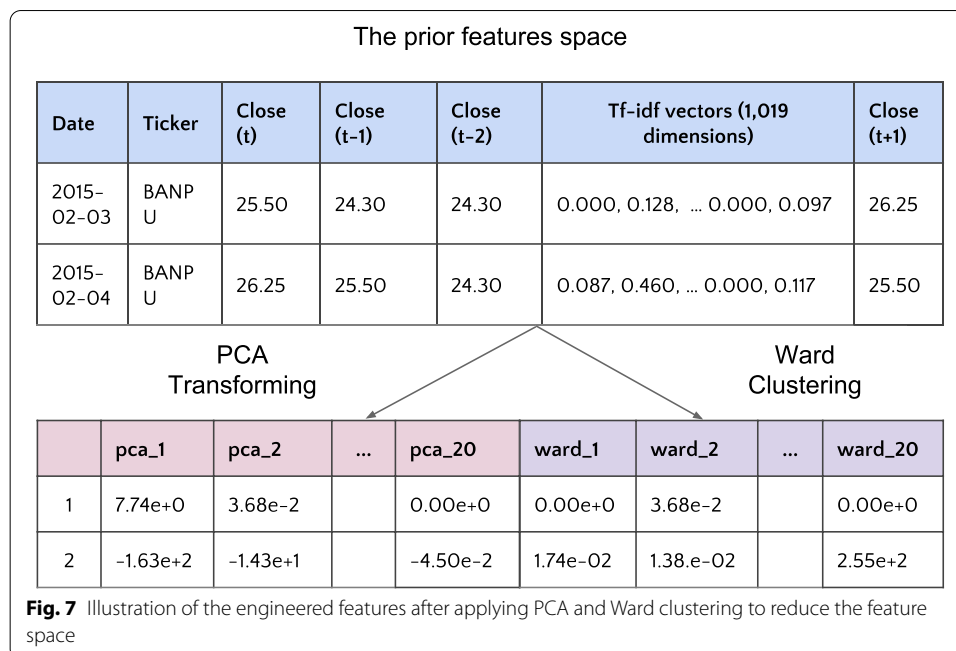 The prior features space
Date Ticker Close (t) Close (t-1) Close (t-2) Tf-idf vectors (1,019 dimensions) Close (t+1)
2015-02-03 BANPU 25.50 24.30 24.30 0.000, 0.128, ... 0.000, 0.097 26.25
2015-02-04 BANPU 26.25 25.50 24.30 0.087, 0.460, ... 0.000, 0.117 25.50
PCA
Transforming
Ward
Clustering
pca_1 pca_2 ... pca_20 ward_1 ward_2 ... ward_20
1 7.74e+0 3.68e-2 0.00e+0 0.00e+0 3.68e-2 0.00e+0
2 -1.63e+2 -1.43e+1 -4.50e-2 1.74e-02 1.38.e-02 2.55e+2
Fig. 7 Illustration of the engineered features after applying PCA and Ward clustering to reduce the feature
space